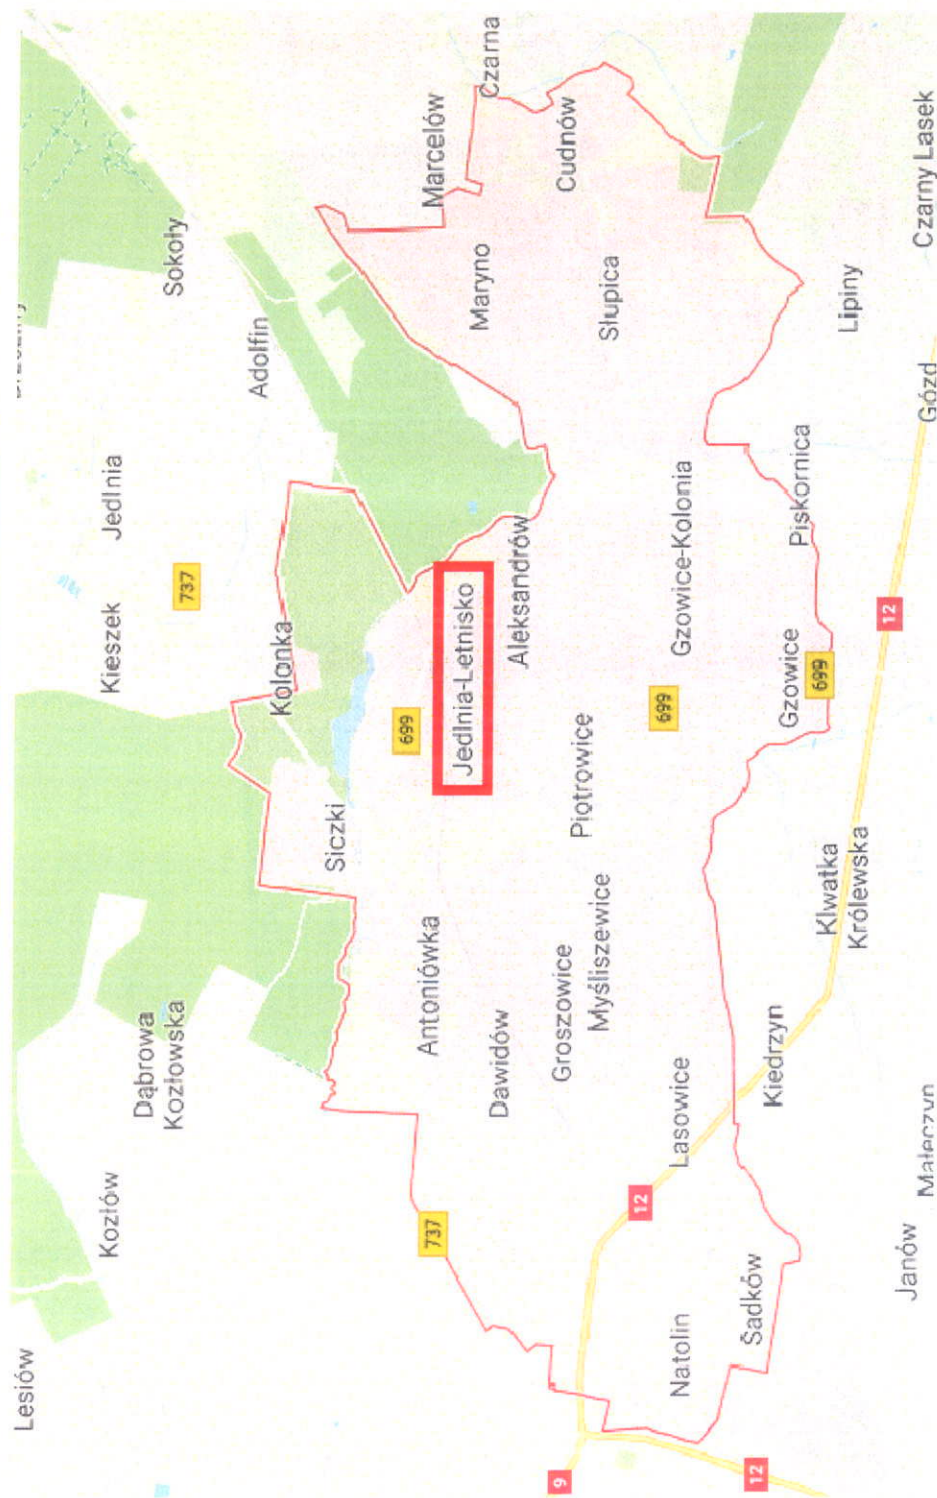 Lesiów
Kozłów
Kieszek
Jedlnia
Dąbrowa
Kozłowska
Sokoły
737
Adolfin
Kolonka
Siczki
699
737
Antoniówka
Marcelów
Jedlnia-Letnisko
Maryno
Czarna
Dawidów
Aleksandrów
9
Groszowice
Cudnów
Piotrowice
Myśliszewice
Słupica
12
699
Natolin
Lasowice
Gzowice-Kolonia
12
Sadków
Kiedrzyn
Gzowice
Piskornica
699
Klwatka
Królewska
Lipiny
12
Janów
Małęczyn
Gózd
Czarny Lasek